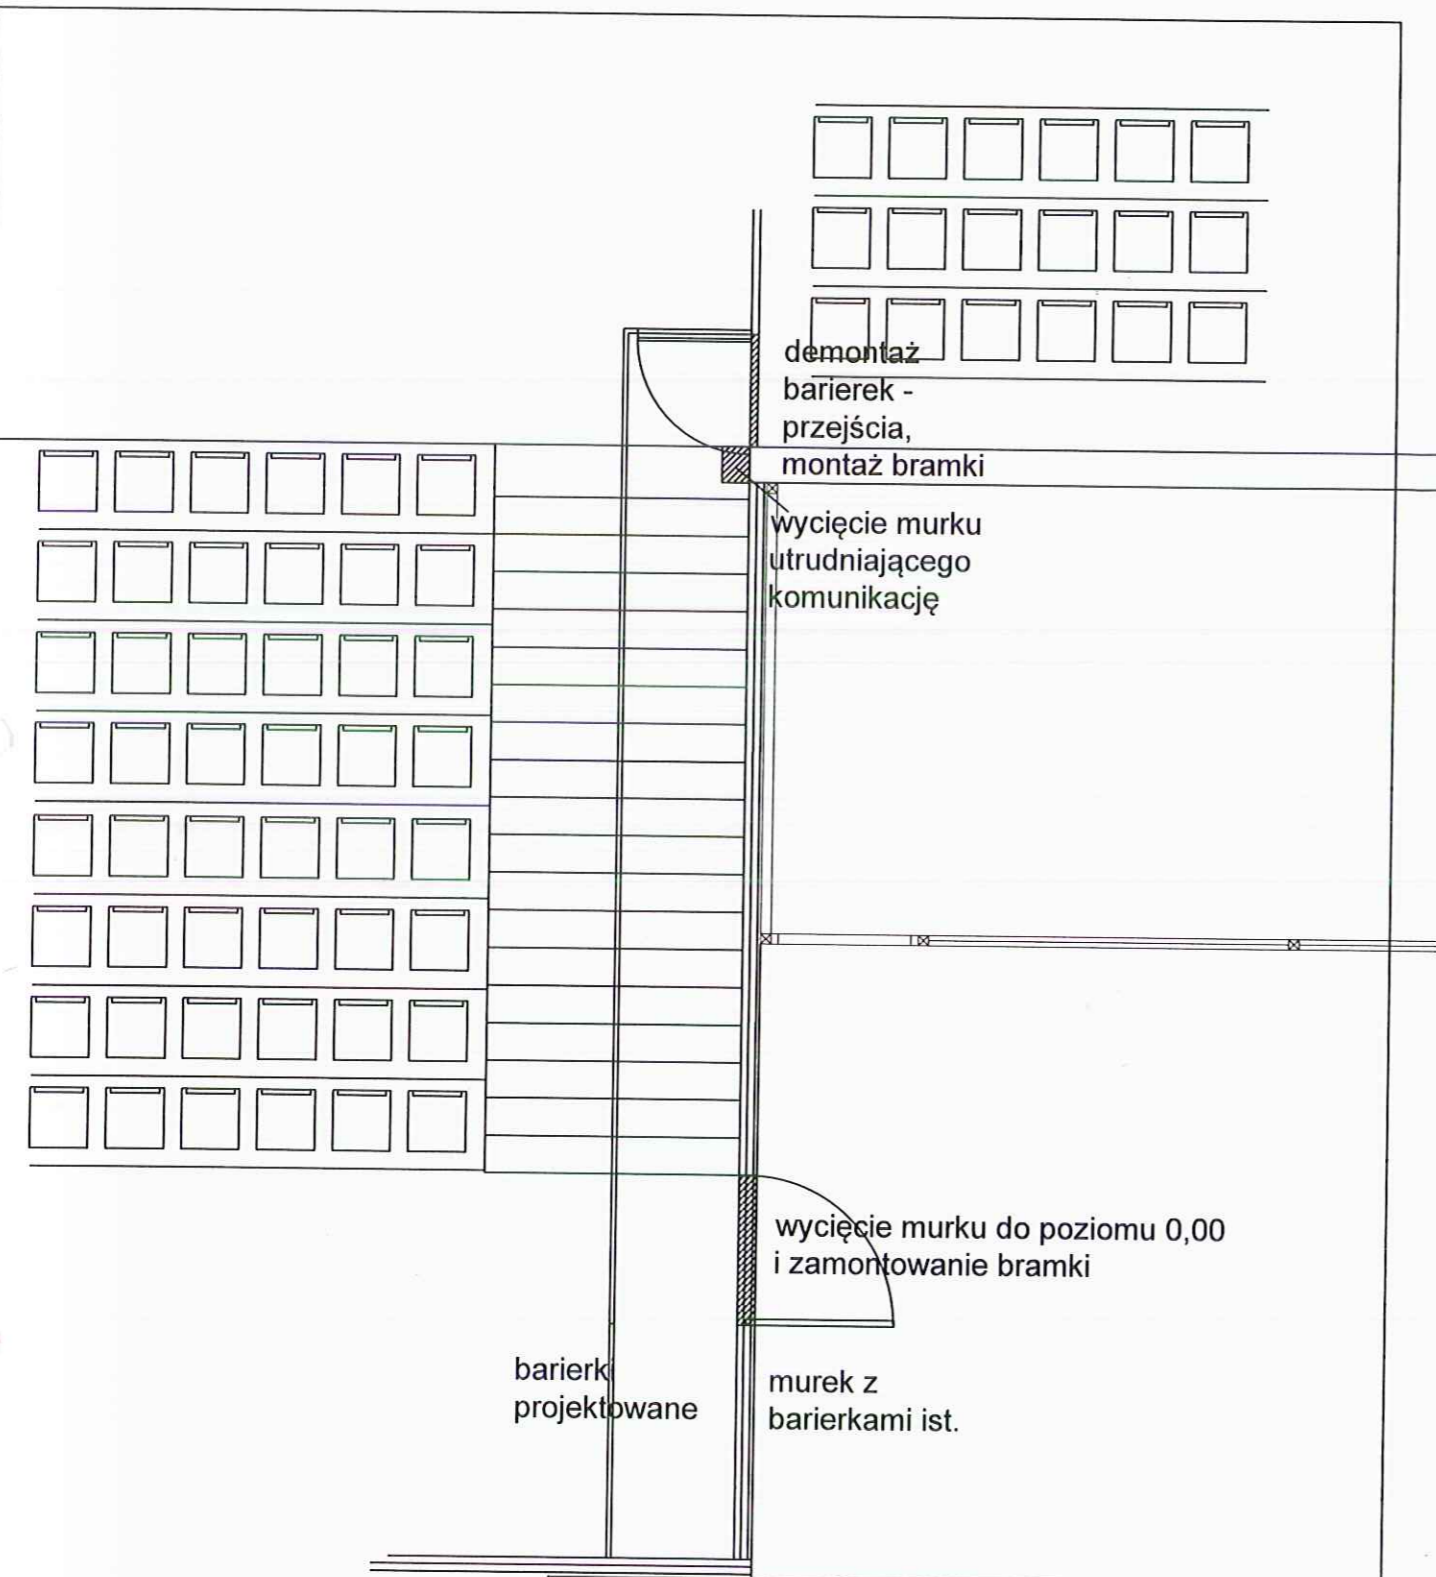 demontaż
barierek -
przejścia,
montaż bramki
wycięcie murku
utrudniającego
komunikację
wycięcie murku do poziomu 0,00
i zamontowanie bramki
barierki
projektowane
murek z
barierkami ist.